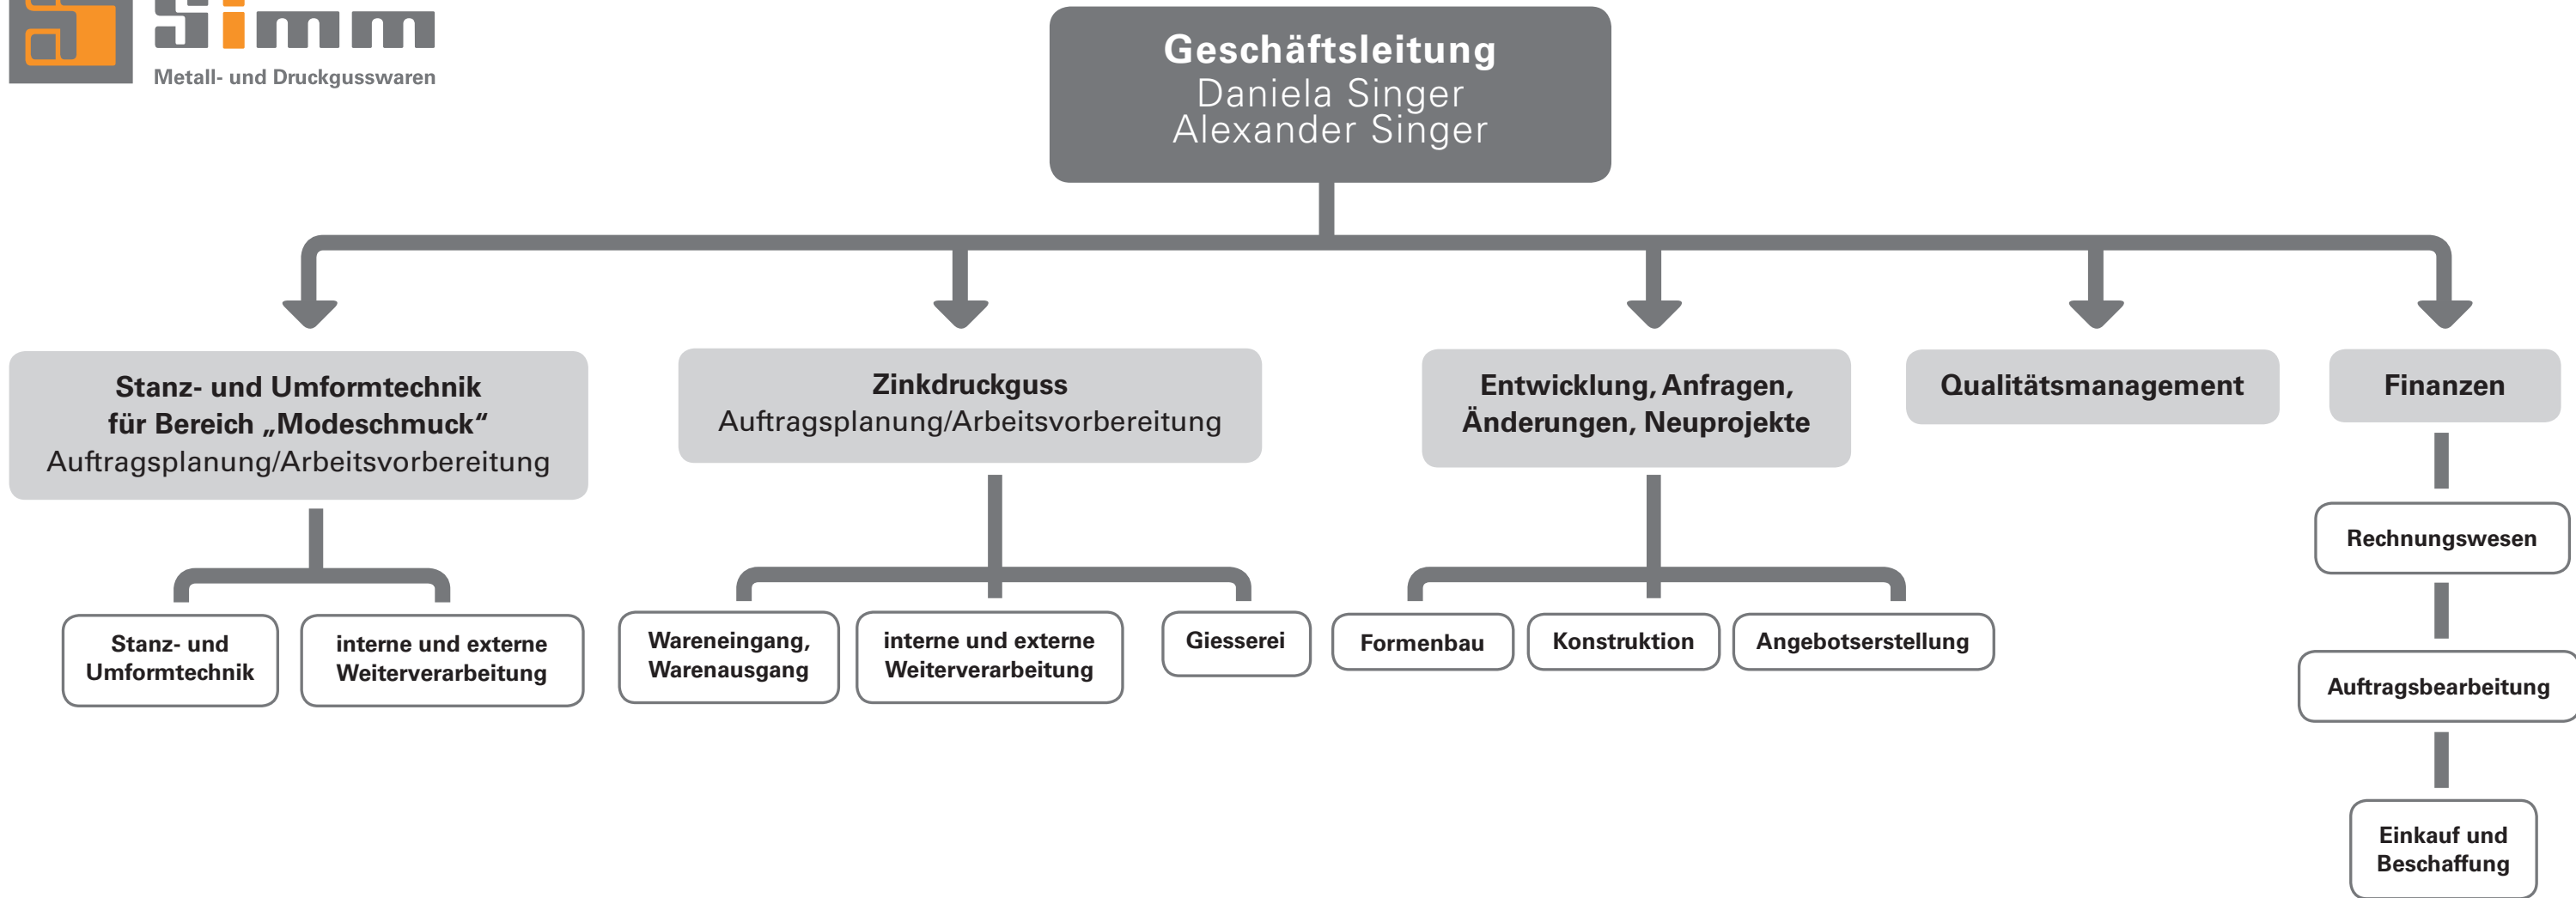 Simm
Metall- und Druckgusswaren
Geschäftsleitung
Daniela Singer
Alexander Singer
Stanz- und Umformtechnik
für Bereich „Modeschmuck“
Auftragsplanung/Arbeitsvorbereitung
Zinkdruckguss
Auftragsplanung/Arbeitsvorbereitung
Entwicklung, Anfragen,
Änderungen, Neuprojekte
Qualitätsmanagement
Finanzen
Stanz- und
Umformtechnik
interne und externe
Weiterverarbeitung
Wareneingang,
Warenausgang
interne und externe
Weiterverarbeitung
Giesserei
Formenbau
Konstruktion
Angebotserstellung
Rechnungswesen
Auftragsbearbeitung
Einkauf und
Beschaffung